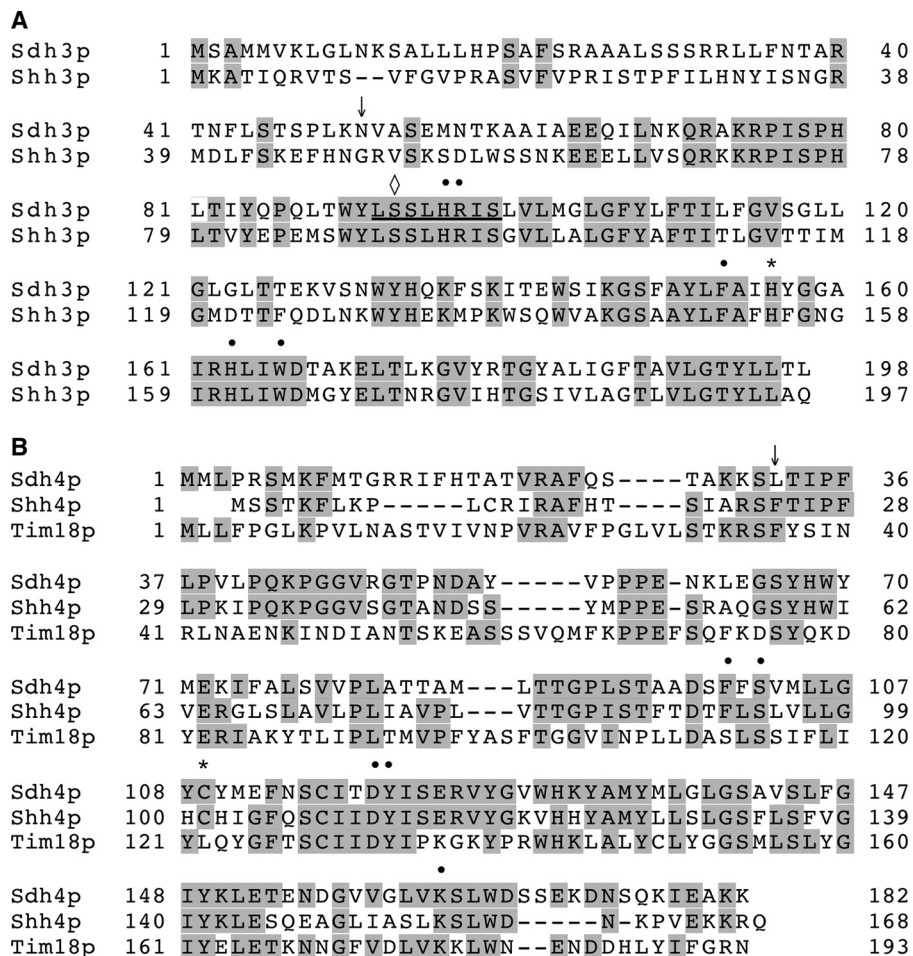 A
Sdh3p 1 MSAMMVKLGLNKSALLLHPSAFSRAAALSSSRRLLFNTAR 40
Shh3p 1 MKATIQRVTS--VFGVPRASVFVPRISTPFILHNYISNGR 38
↓
Sdh3p 41 TNFLSTSPLKNVASEMNTKAAIAEEQILNKQRAKRPISPH 80
Shh3p 39 MDLFSKEFHNGRVSKSDLWSSNKEEELLVSQRKKRPISPH 78
◊ • •
Sdh3p 81 LTIYQPQLTWYLSSLHRISLVLMGLGFYLFTILFGVSGLL 120
Shh3p 79 LTVYEPEMSWYLSSLHRISGVLLALGFYAFTITLGVTTIM 118
• *
Sdh3p 121 GLGLTTEKVSNWYHQKFSKITEWSIKGSFAYLFAIHYGGA 160
Shh3p 119 GMDTTFQDLNKWYHEKMPKWSQWVAKGSAAYLFAFHFGNG 158
• •
Sdh3p 161 IRHLIWDTAKELTLKGVYRTGYALIGFTAVLGTYLLTL 198
Shh3p 159 IRHLIWDMGYELTNRGVIHTGSIVLAGTLVLGTYLLAQ 197
B
↓
Sdh4p 1 MMLPRSMKFMTGRRIFHTATVRAFQS----TAKKSLTIPF 36
Shh4p 1 MSSTKFLKP-----LCRIRAFHT----SIARSFTIPF 28
Tim18p 1 MLLFPGLKPVLNASTVIVNPVRAVFPGLVLSTKRSFYSIN 40
Sdh4p 37 LPVLPQKPGGVRGTPNDAY-----VPPPE-NKLEGSYHWY 70
Shh4p 29 LPKIPQKPGGVSGTANDSS-----YMPPE-SRAQGSYHWI 62
Tim18p 41 RLNAENKINDIANTSKEASSSVQMFKPPEFSQFKDSYQKD 80
• •
Sdh4p 71 MEKIFALSVVPLATTAM---LTTGPLSTAADSFFSVMLLG 107
Shh4p 63 VERGLSLAVLPLIAVPL---VTTGPISTFTDTFLSLVLLG 99
Tim18p 81 YERIAKYTLIPLTMVPFYASFTGGVINPLLDASLSSIFLI 120
* • •
Sdh4p 108 YCYMEFNSCITDYISERVYGVWHKYAMYMLGLGSAVSLFG 147
Shh4p 100 HCHIGFQSCIIDYISERVYGKVHHYAMYLLSLGSFLSFVG 139
Tim18p 121 YLQYGFTSCIIDYIPKGKYPRWHKLALYCLYGGSMLSLYG 160
•
Sdh4p 148 IYKLETENDGVVGLVKSLWDSSEKDNSQKIEAKK 182
Shh4p 140 IYKLESQEAGLIASLKSLWD-----N-KPVEKKRQ 168
Tim18p 161 IYELETKNNGFVDLVKKLWN--ENDDHLYIFGRN 193